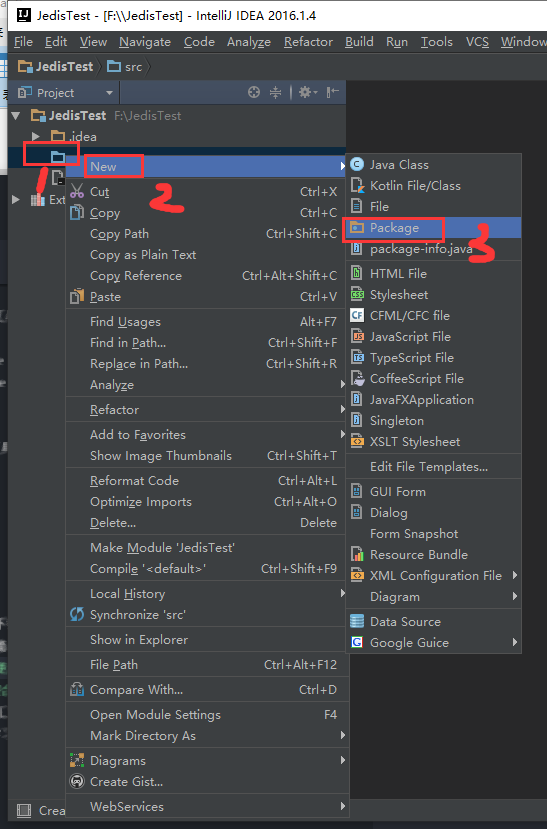 JedisTest - [F:\\JedisTest] - IntelliJ IDEA 2016.1.4
File Edit View Navigate Code Analyze Refactor Build Run Tools VCS Window
JedisTest src
Project
JedisTest F:\JedisTest
.idea
Ext
1
2
3
New
Cut Ctrl+X
Copy Ctrl+C
Copy Path Ctrl+Shift+C
Copy as Plain Text
Copy Reference Ctrl+Alt+Shift+C
Paste Ctrl+V
Find Usages Alt+F7
Find in Path... Ctrl+Shift+F
Replace in Path... Ctrl+Shift+R
Analyze
Refactor
Add to Favorites
Show Image Thumbnails Ctrl+Shift+T
Reformat Code Ctrl+Alt+L
Optimize Imports Ctrl+Alt+O
Delete... Delete
Make Module 'JedisTest'
Compile '<default>' Ctrl+Shift+F9
Local History
Synchronize 'src'
Show in Explorer
File Path Ctrl+Alt+F12
Compare With... Ctrl+D
Open Module Settings F4
Mark Directory As
Diagrams
Create Gist...
WebServices
Java Class
Kotlin File/Class
File
Package
package-info.java
HTML File
Stylesheet
CFML/CFC file
JavaScript File
TypeScript File
CoffeeScript File
JavaFXApplication
Singleton
XSLT Stylesheet
Edit File Templates...
GUI Form
Dialog
Form Snapshot
Resource Bundle
XML Configuration File
Diagram
Data Source
Google Guice
Crea